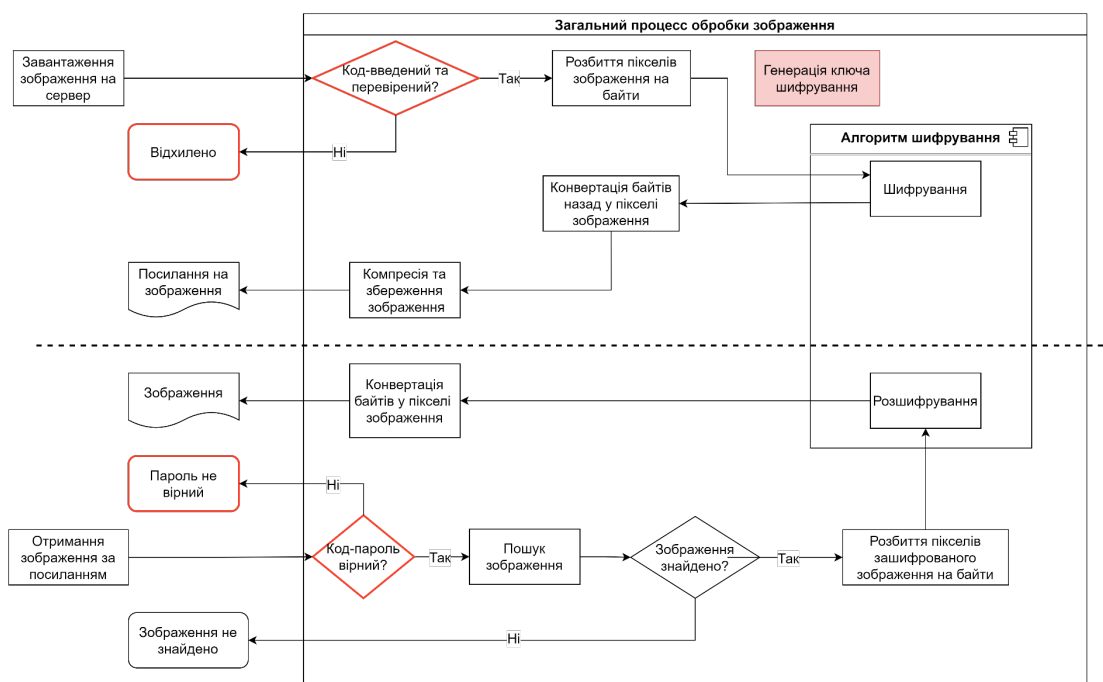 Загальний процесс обробки зображення
Завантаження
зображення на
сервер
Код-введений та
перевірений?
Так
Розбиття пікселів
зображення на
байти
Генерація ключа
шифрування
Відхилено
Ні
Алгоритм шифрування
Шифрування
Конвертація байтів
назад у пікселі
зображення
Посилання на
зображення
Компресія та
збереження
зображення
Зображення
Конвертація
байтів у пікселі
зображення
Розшифрування
Пароль не
вірний
Ні
Отримання
зображення за
посиланням
Код-пароль
вірний?
Так
Пошук
зображення
Зображення
знайдено?
Так
Розбиття пікселів
зашифрованого
зображення на байти
Зображення не
знайдено
Ні